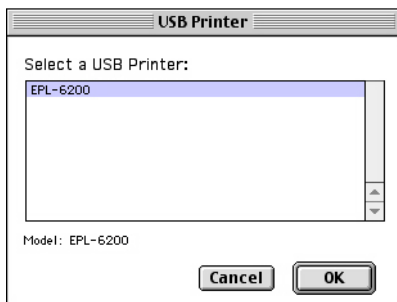 USB Printer
Select a USB Printer:
EPL-6200
Model: EPL-6200
Cancel OK